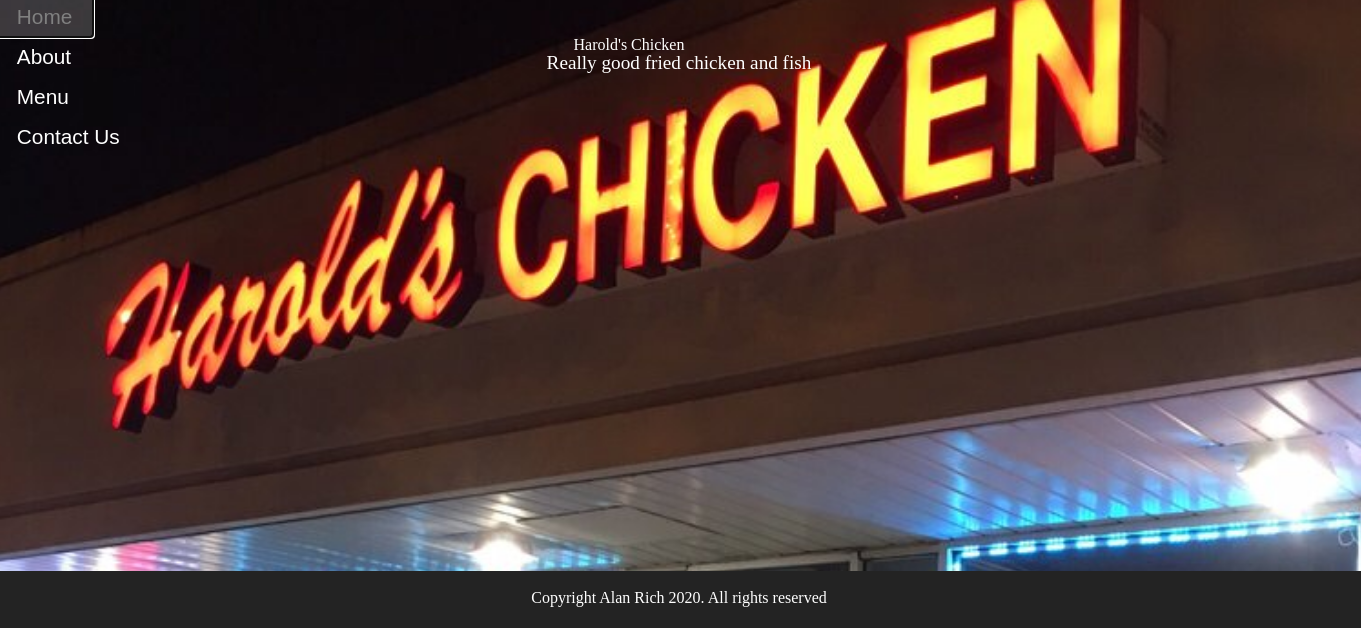 Home
About
Menu
Contact Us
Harold's Chicken
Really good fried chicken and fish
Harold's CHICKEN
Copyright Alan Rich 2020. All rights reserved